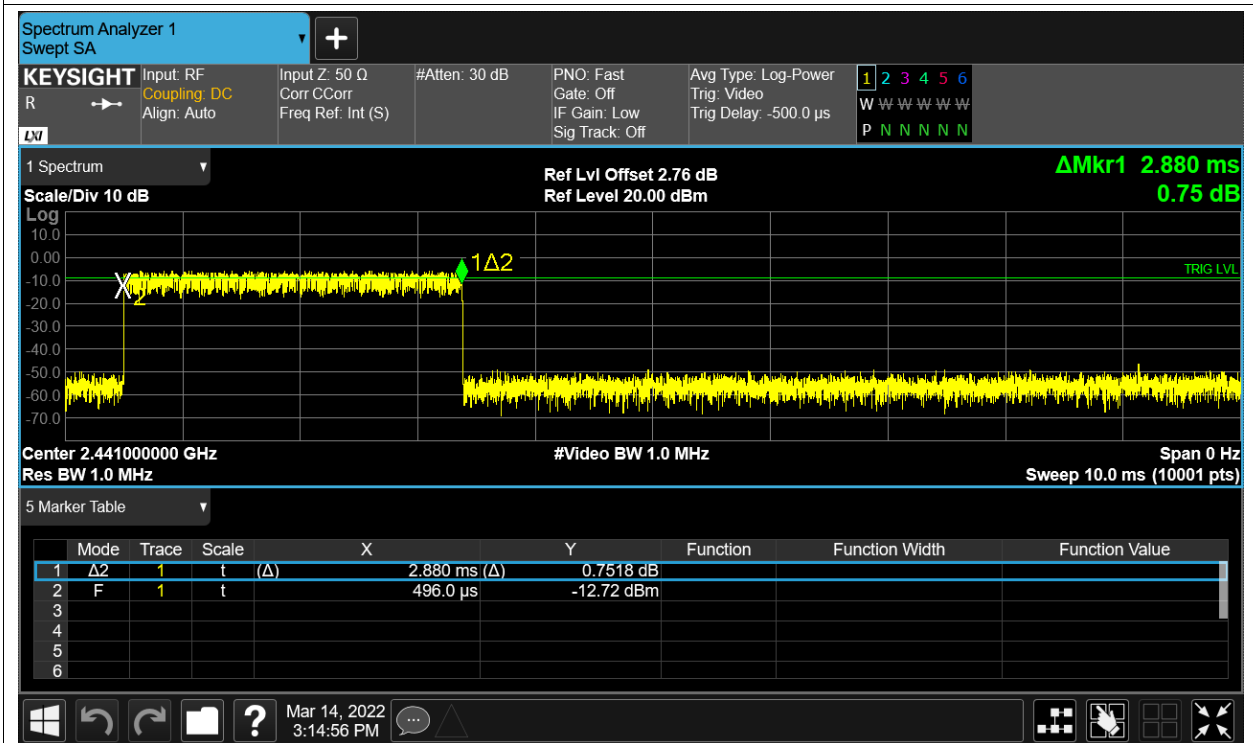 Spectrum Analyzer 1
Swept SA
KEYSIGHT
R
LXI
Input: RF
Coupling: DC
Align: Auto
Input Z: 50 Ω
Corr CCorr
Freq Ref: Int (S)
#Atten: 30 dB
PNO: Fast
Gate: Off
IF Gain: Low
Sig Track: Off
Avg Type: Log-Power
Trig: Video
Trig Delay: -500.0 µs
1 2 3 4 5 6
W W W W W W
P N N N N N
1 Spectrum
Scale/Div 10 dB
Ref Lvl Offset 2.76 dB
Ref Level 20.00 dBm
ΔMkr1 2.880 ms
0.75 dB
Log
10.0
0.00
-10.0
-20.0
-30.0
-40.0
-50.0
-60.0
-70.0
1Δ2
X2
TRIG LVL
Center 2.441000000 GHz
#Video BW 1.0 MHz
Span 0 Hz
Res BW 1.0 MHz
Sweep 10.0 ms (10001 pts)
5 Marker Table
Mode Trace Scale X Y Function Function Width Function Value
1 Δ2 1 t (Δ) 2.880 ms (Δ) 0.7518 dB
2 F 1 t 496.0 µs -12.72 dBm
3
4
5
6
?
Mar 14, 2022
3:14:56 PM